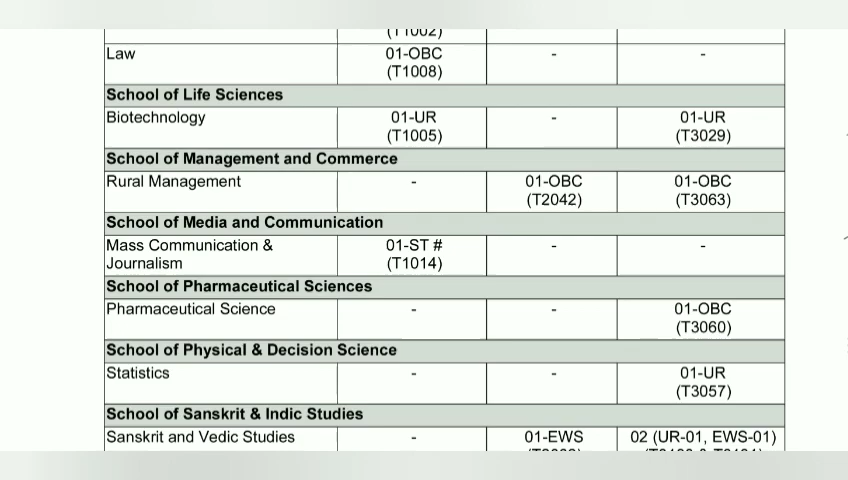 (T1002)
Law 01-OBC - -
(T1008)
School of Life Sciences
Biotechnology 01-UR - 01-UR
(T1005) (T3029)
School of Management and Commerce
Rural Management - 01-OBC 01-OBC
(T2042) (T3063)
School of Media and Communication
Mass Communication & 01-ST # - -
Journalism (T1014)
School of Pharmaceutical Sciences
Pharmaceutical Science - - 01-OBC
(T3060)
School of Physical & Decision Science
Statistics - - 01-UR
(T3057)
School of Sanskrit & Indic Studies
Sanskrit and Vedic Studies - 01-EWS 02 (UR-01, EWS-01)